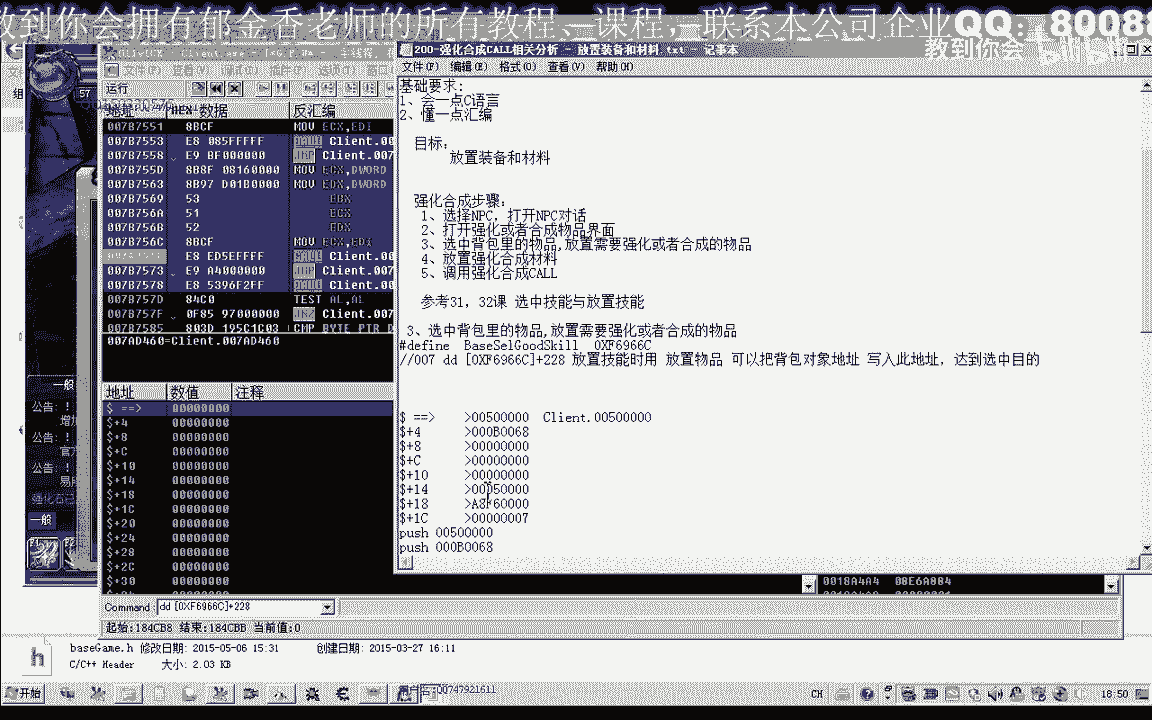 教到你会拥有郁金香老师的所有教程、课程,联系本公司企业QQ: 80088
教到你会 bilibili
200-强化合成CALL相关分析 - 放置装备和材料.txt - 记事本
文件(F) 编辑(E) 格式(O) 查看(V) 帮助(H)
运行
地址 HEX 数据 反汇编
007B7551 8BCF MOV ECX,EDI
007B7553 E8 085FFFFF CALL Client.00
007B7558 E9 BF000000 JMP Client.007
007B755D 8B8F 08160000 MOV ECX,DWORD
007B7563 8B97 D01B0000 MOV EDX,DWORD
007B7569 53 EBX
007B756A 51 ECX
007B756B 52 EDX
007B756C 8BCF MOV ECX,EDI
E8 ED5EFFFF CALL Client.00
007B7573 E9 A4000000 JMP Client.007
007B7578 E8 5396F2FF Client.00
007B757D 84C0 TEST AL,AL
007B757F 0F85 97000000 JNZ Client.007
007B7585 803D 195C1C03 CMP BYTE PTR D
007AD460=Client.007AD460
地址 数值 注释
$ ==> 00000000
$+4 00000000
$+8 00000000
$+C 00000000
$+10 00000000
$+14 00000000
$+18 00000000
$+1C 00000000
$+20 00000000
$+24 00000000
$+28 00000000
$+2C 00000000
$+30 00000000
Command: dd [0XF6966C]+228
起始:184CB8 结束:184CBB 当前值:0
基础要求:
1、会一点C语言
2、懂一点汇编
目标:
放置装备和材料
强化合成步骤:
1、选择NPC, 打开NPC对话
2、打开强化或者合成物品界面
3、选中背包里的物品,放置需要强化或者合成的物品
4、放置强化合成材料
5、调用强化合成CALL
参考31, 32课 选中技能与放置技能
3、选中背包里的物品,放置需要强化或者合成的物品
#define BaseSelGoodSkill 0XF6966C
//007 dd [0XF6966C]+228 放置技能时用 放置物品 可以把背包对象地址 写入此地址, 达到选中目的
$ ==> >00500000 Client.00500000
$+4 >000B0068
$+8 >00000000
$+C >00000000
$+10 >00000000
$+14 >00050000
$+18 >A8F60000
$+1C >00000007
push 00500000
push 000B0068
0018A4A4 08E6A884
57
一般
公告: !
公告: !
公告: !
一般
baseGame.h 修改日期: 2015-05-06 15:31 创建日期: 2015-03-27 16:11
C/C++ Header 大小: 2.03 KB
开始
QQ747921611
CH
18:50